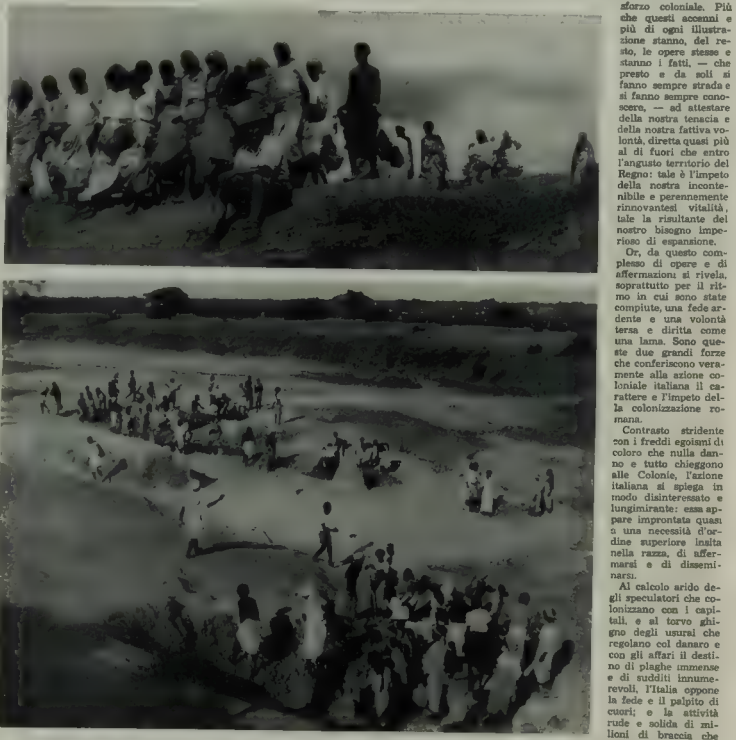 sforzo coloniale. Più
che questi accenni e
più di ogni illustra-
zione stanno, del re-
sto, le opere stesse e
stanno i fatti, — che
presto e da soli si
fanno sempre strada e
si fanno sempre cono-
scere, — ad attestare
della nostra tenacia e
della nostra fattiva vo-
lontà, diretta quasi più
al di fuori che entro
l'angusto territorio del
Regno: tale è l'impeto
della nostra inconte-
nibile e perennemente
rinnovantesi vitalità,
tale la risultante del
nostro bisogno impe-
rioso di espansione.
Or, da questo com-
plesso di opere e di
affermazioni si rivela,
soprattutto per il rit-
mo in cui sono state
compiute, una fede ar-
dente e una volontà
tersa e diritta come
una lama. Sono que-
ste due grandi forze
che conferiscono vera-
mente alla azione co-
loniale italiana il ca-
rattere e l'impeto del-
la colonizzazione ro-
mana.
Contrasto stridente
con i freddi egoismi di
coloro che nulla dan-
no e tutto chieggono
alle Colonie, l'azione
italiana si spiega in
modo disinteressato e
lungimirante: essa ap-
pare improntata quasi
a una necessità d'or-
dine superiore insita
nella razza, di affer-
marsi e di dissemi-
narsi.
Al calcolo arido de-
gli speculatori che co-
lonizzano con i capi-
tali, e al torvo ghi-
gno degli usurai che
regolano col danaro e
con gli affari il desti-
no di plaghe immense
e di sudditi innume-
revoli, l'Italia oppone
la fede e il palpito di
cuori; e la attività
rude e solida di mi-
lioni di braccia che